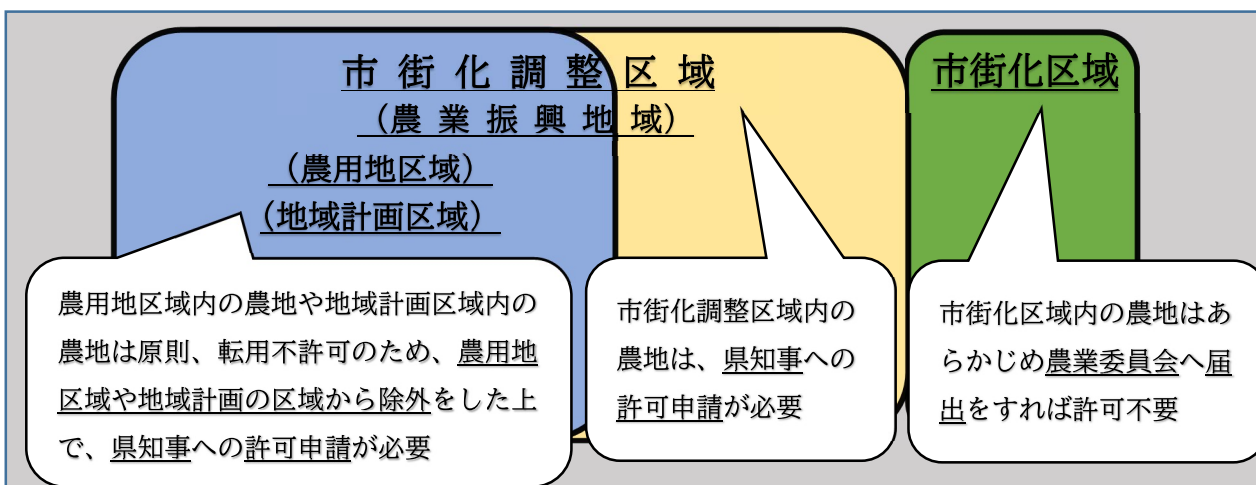 市街化調整区域
（農業振興地域）
（農用地区域）
（地域計画区域）
市街化区域
農用地区域内の農地や地域計画区域内の
農地は原則、転用不許可のため、農用地
区域や地域計画の区域から除外をした上
で、県知事への許可申請が必要
市街化調整区域内の
農地は、県知事への
許可申請が必要
市街化区域内の農地はあ
らかじめ農業委員会へ届
出をすれば許可不要